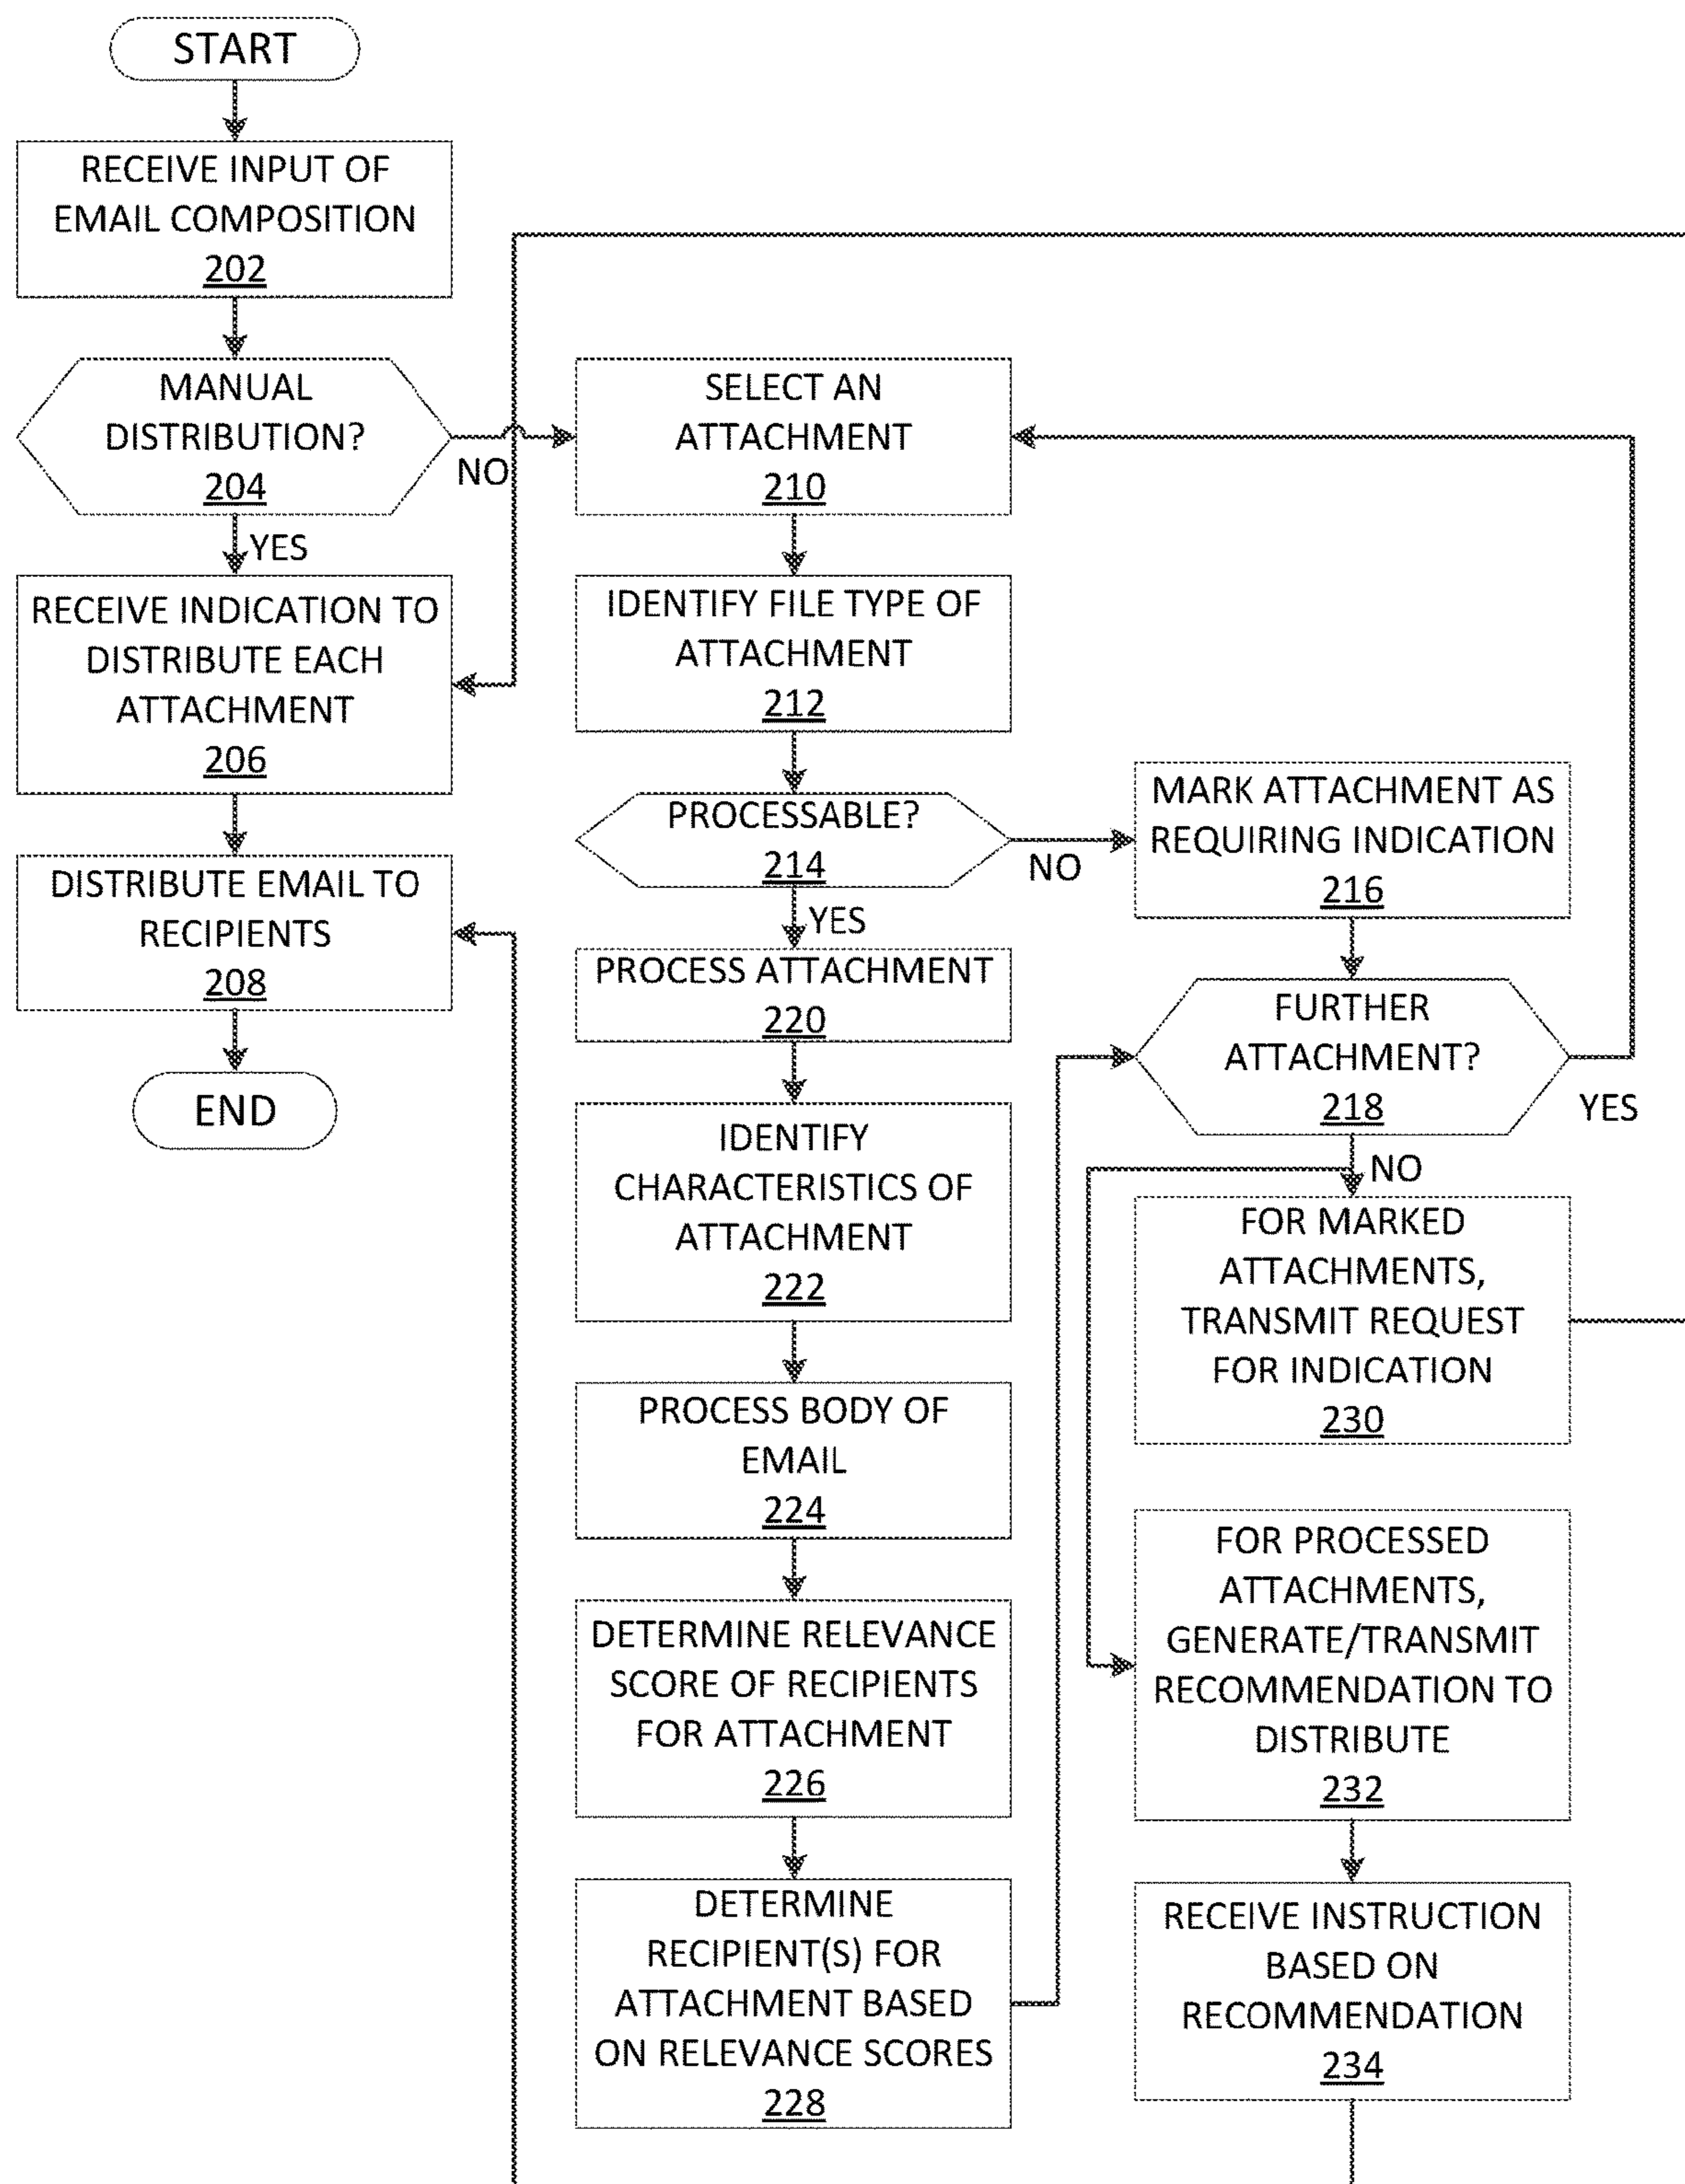 START
RECEIVE INPUT OF
EMAIL COMPOSITION
202
MANUAL
DISTRIBUTION?
204
NO
YES
RECEIVE INDICATION TO
DISTRIBUTE EACH
ATTACHMENT
206
DISTRIBUTE EMAIL TO
RECIPIENTS
208
END
SELECT AN
ATTACHMENT
210
IDENTIFY FILE TYPE OF
ATTACHMENT
212
PROCESSABLE?
214
NO
YES
PROCESS ATTACHMENT
220
IDENTIFY
CHARACTERISTICS OF
ATTACHMENT
222
PROCESS BODY OF
EMAIL
224
DETERMINE RELEVANCE
SCORE OF RECIPIENTS
FOR ATTACHMENT
226
DETERMINE
RECIPIENT(S) FOR
ATTACHMENT BASED
ON RELEVANCE SCORES
228
MARK ATTACHMENT AS
REQUIRING INDICATION
216
FURTHER
ATTACHMENT?
218
YES
NO
FOR MARKED
ATTACHMENTS,
TRANSMIT REQUEST
FOR INDICATION
230
FOR PROCESSED
ATTACHMENTS,
GENERATE/TRANSMIT
RECOMMENDATION TO
DISTRIBUTE
232
RECEIVE INSTRUCTION
BASED ON
RECOMMENDATION
234